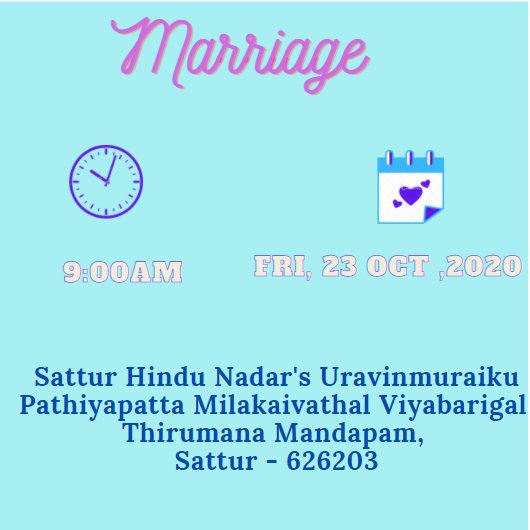 Marriage
9:00AM
FRI, 23 OCT ,2020
Sattur Hindu Nadar's Uravinmuraiku
Pathiyapatta Milakaivathal Viyabarigal
Thirumana Mandapam,
Sattur - 626203